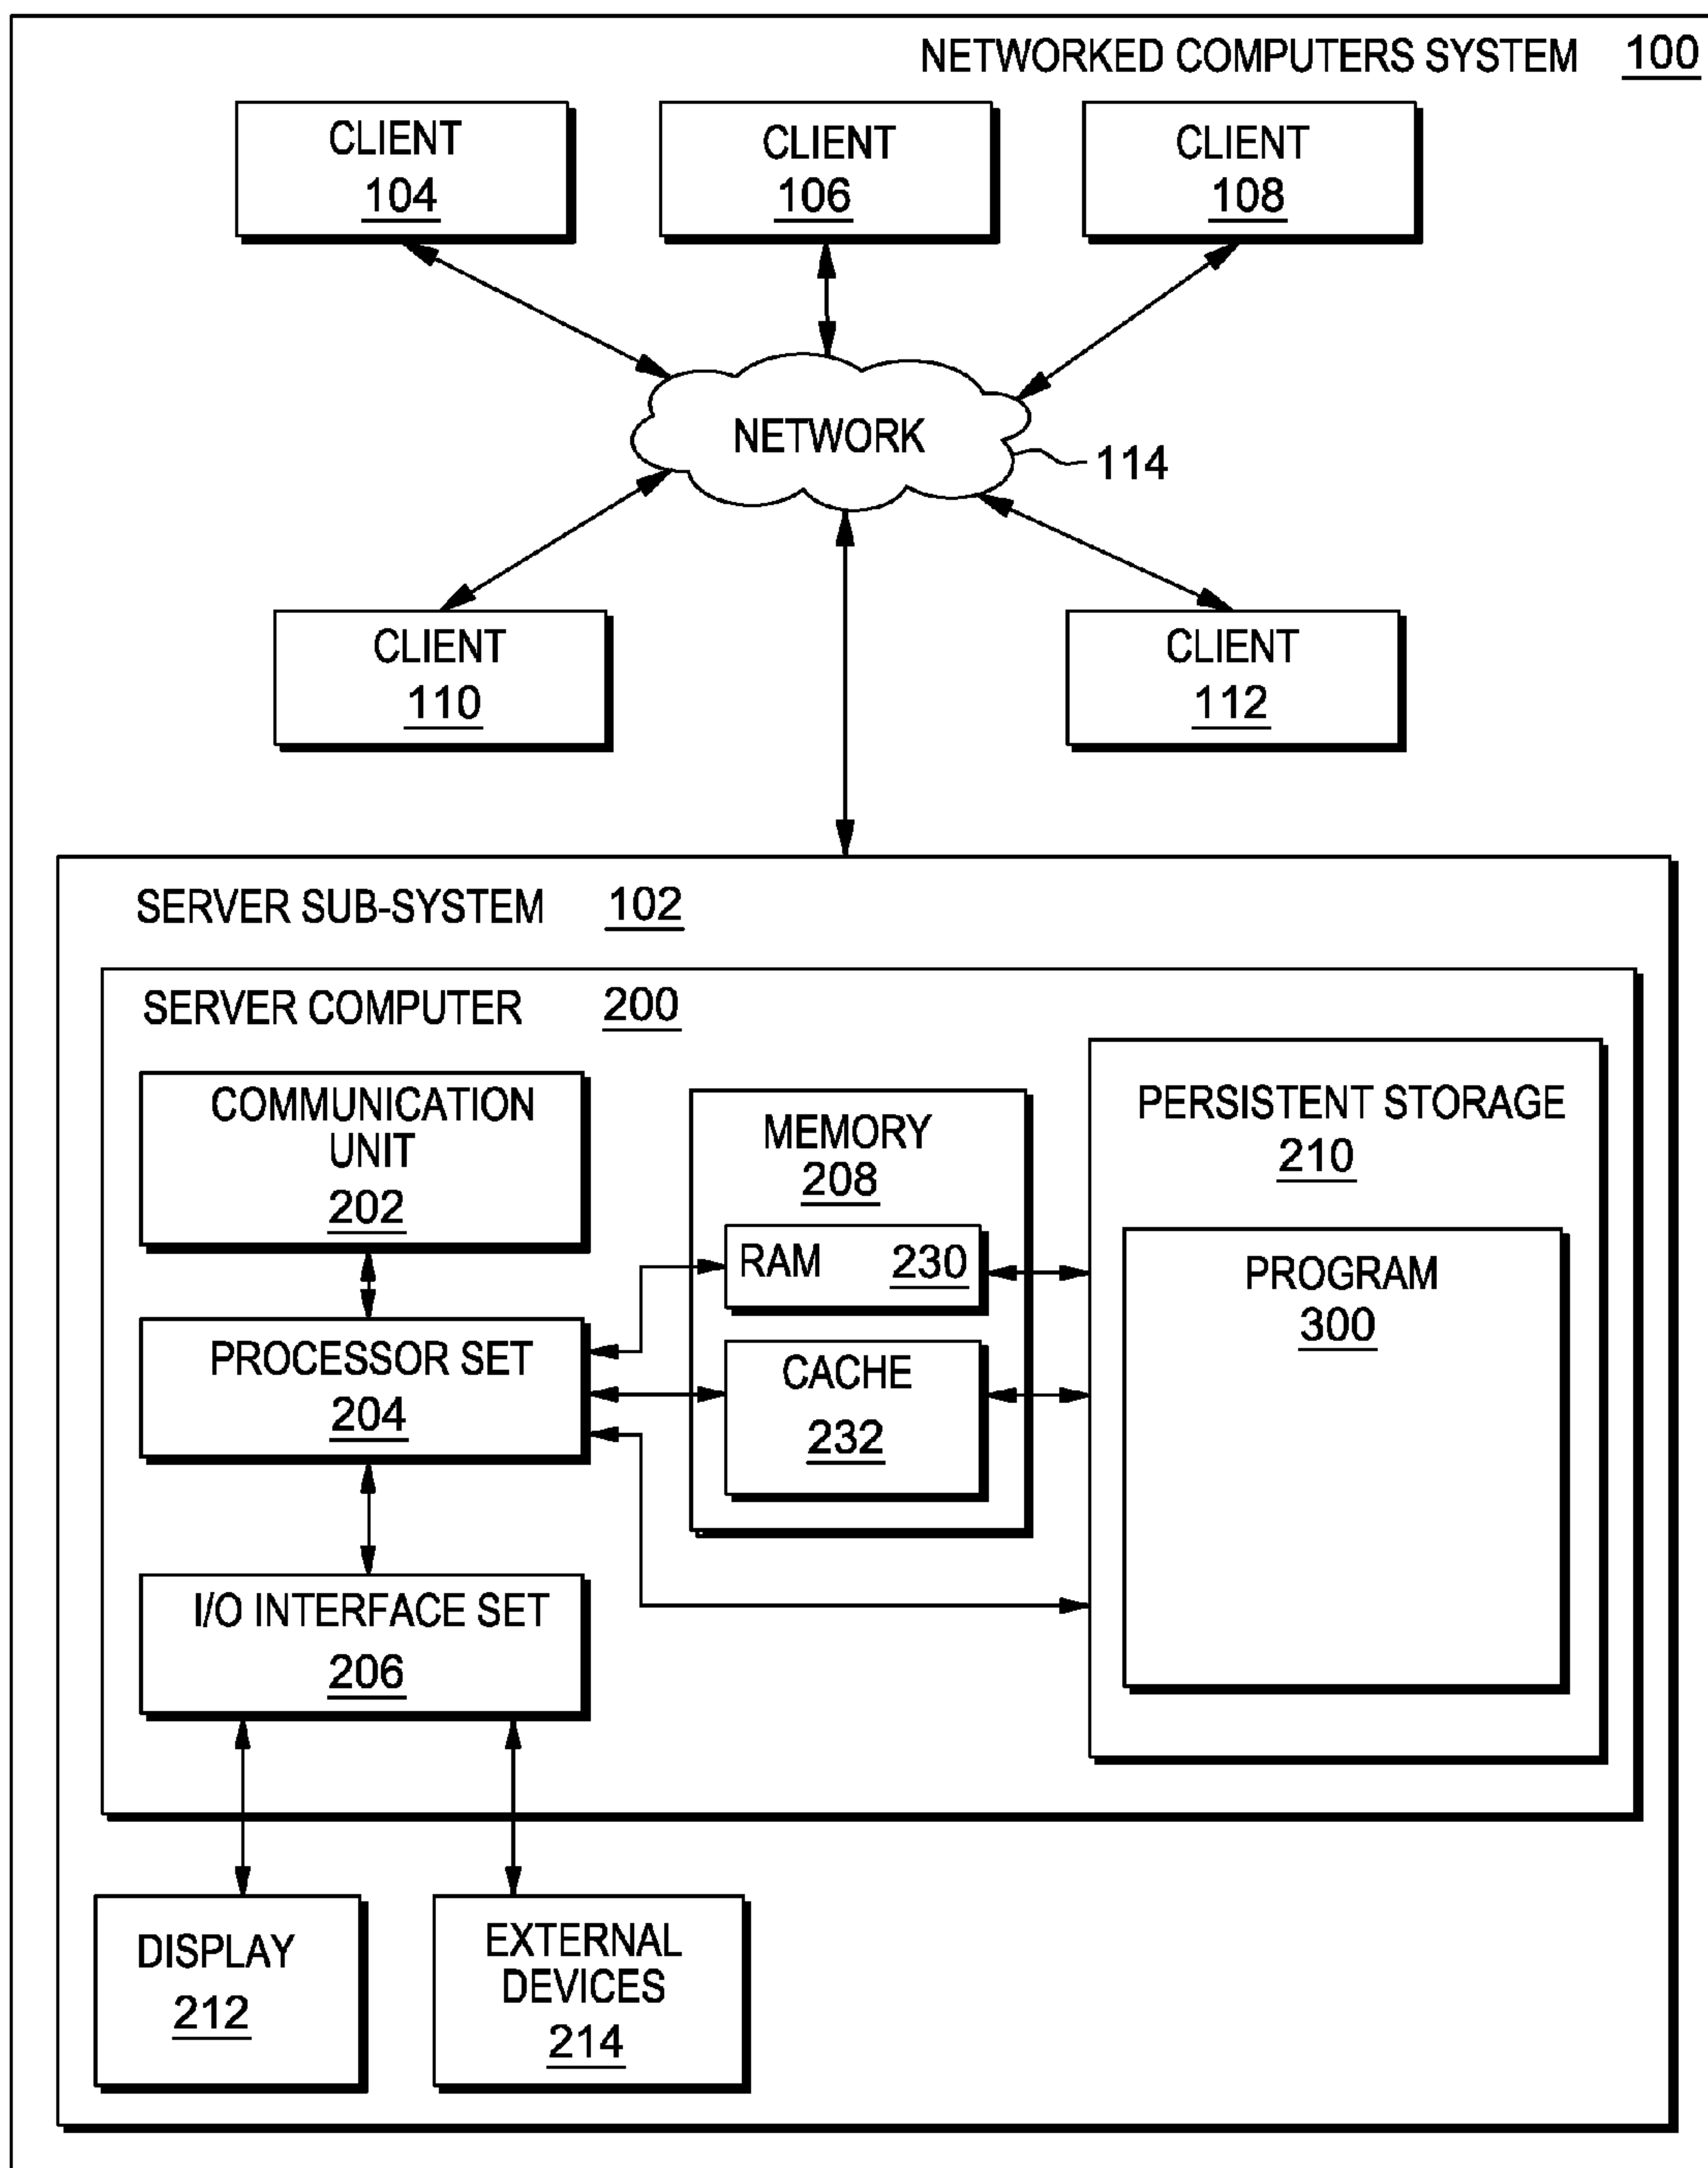 NETWORKED COMPUTERS SYSTEM 100
CLIENT
104
CLIENT
106
CLIENT
108
NETWORK
114
CLIENT
110
CLIENT
112
SERVER SUB-SYSTEM 102
SERVER COMPUTER 200
COMMUNICATION
UNIT
202
PROCESSOR SET
204
I/O INTERFACE SET
206
MEMORY
208
RAM 230
CACHE
232
PERSISTENT STORAGE
210
PROGRAM
300
DISPLAY
212
EXTERNAL
DEVICES
214